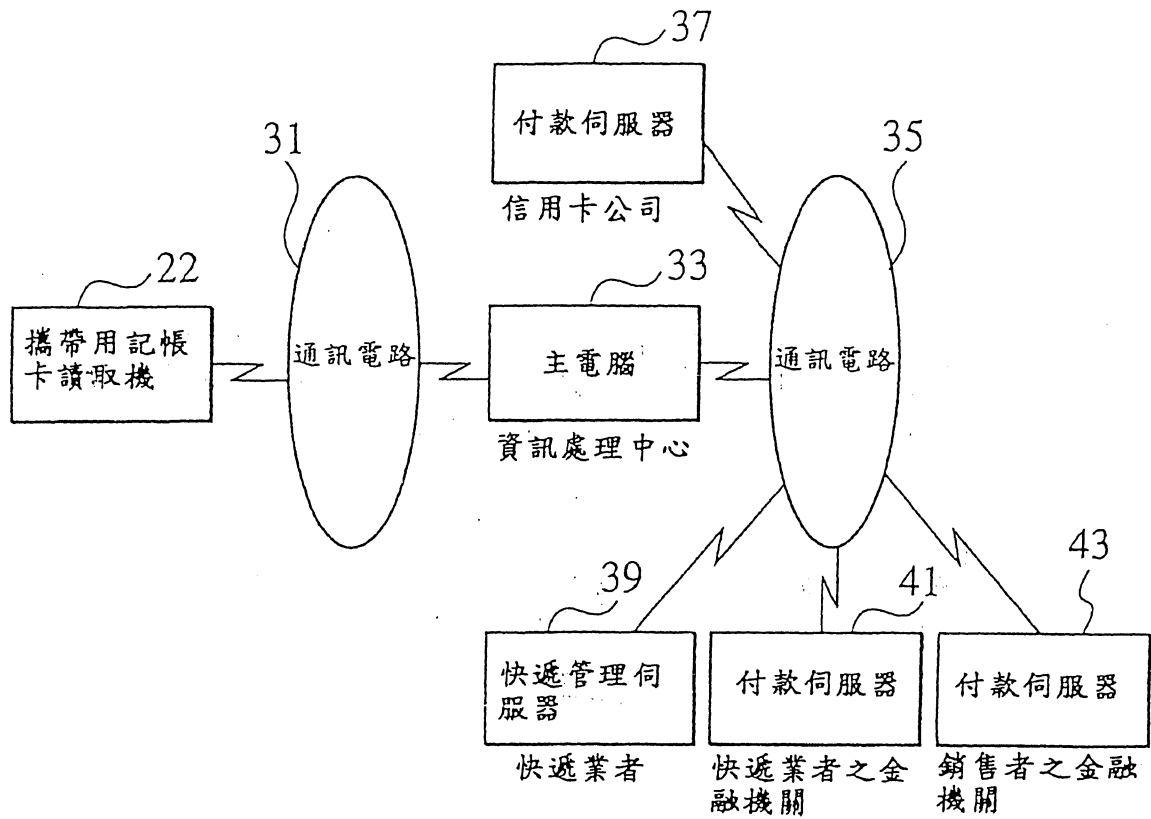 37
付款伺服器
信用卡公司
31
35
22
33
攜帶用記帳
卡讀取機
通訊電路
主電腦
通訊電路
資訊處理中心
39
41
43
快遞管理伺
服器
付款伺服器
付款伺服器
快遞業者
快遞業者之金
融機關
銷售者之金融
機關